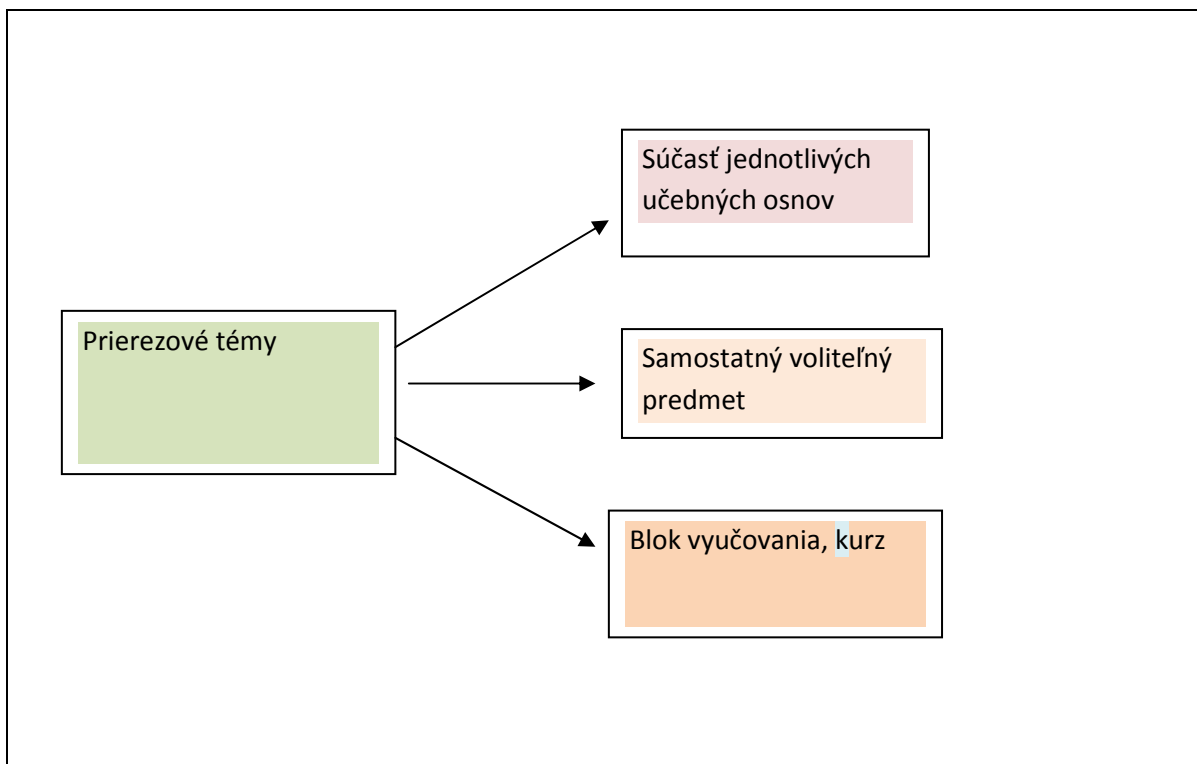 Súčasť jednotlivých
učebných osnov
Prierezové témy
Samostatný voliteľný
predmet
Blok vyučovania, kurz